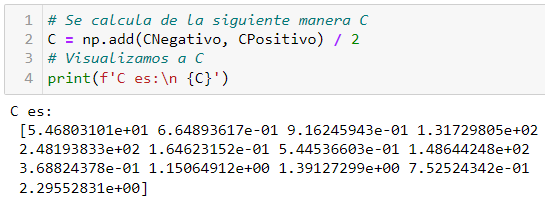 1 # Se calcula de la siguiente manera C
2 C = np.add(CNegativo, CPositivo) / 2
3 # Visualizamos a C
4 print(f'C es:\n {C}')
C es:
[5.46803101e+01 6.64893617e-01 9.16245943e-01 1.31729805e+02
2.48193833e+02 1.64623152e-01 5.44536603e-01 1.48644248e+02
3.68824378e-01 1.15064912e+00 1.39127299e+00 7.52524342e-01
2.29552831e+00]